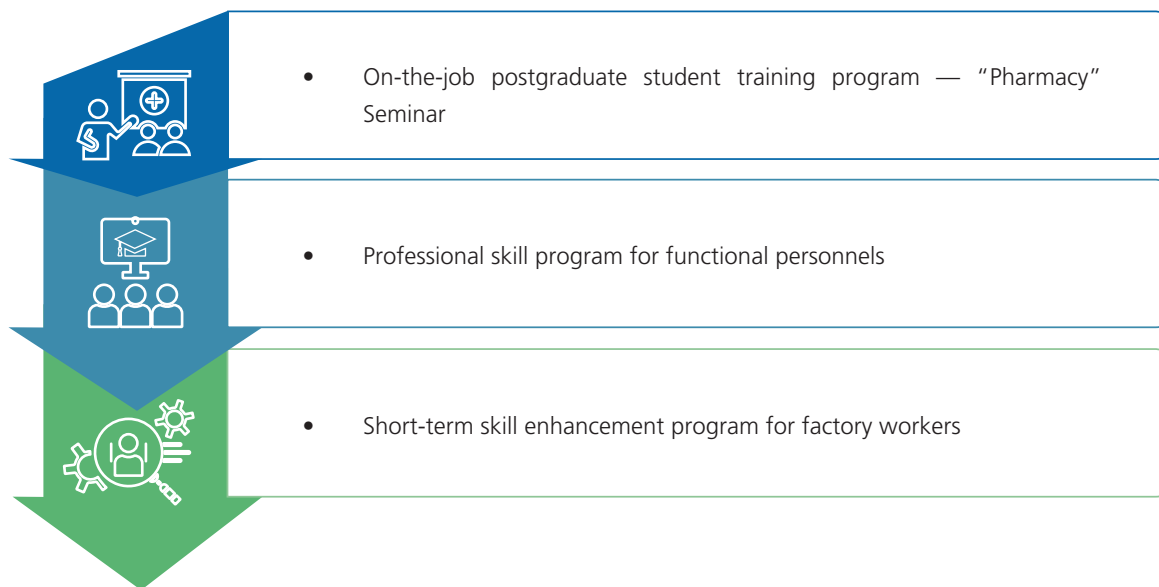 • On-the-job postgraduate student training program — “Pharmacy”
Seminar
• Professional skill program for functional personnels
• Short-term skill enhancement program for factory workers